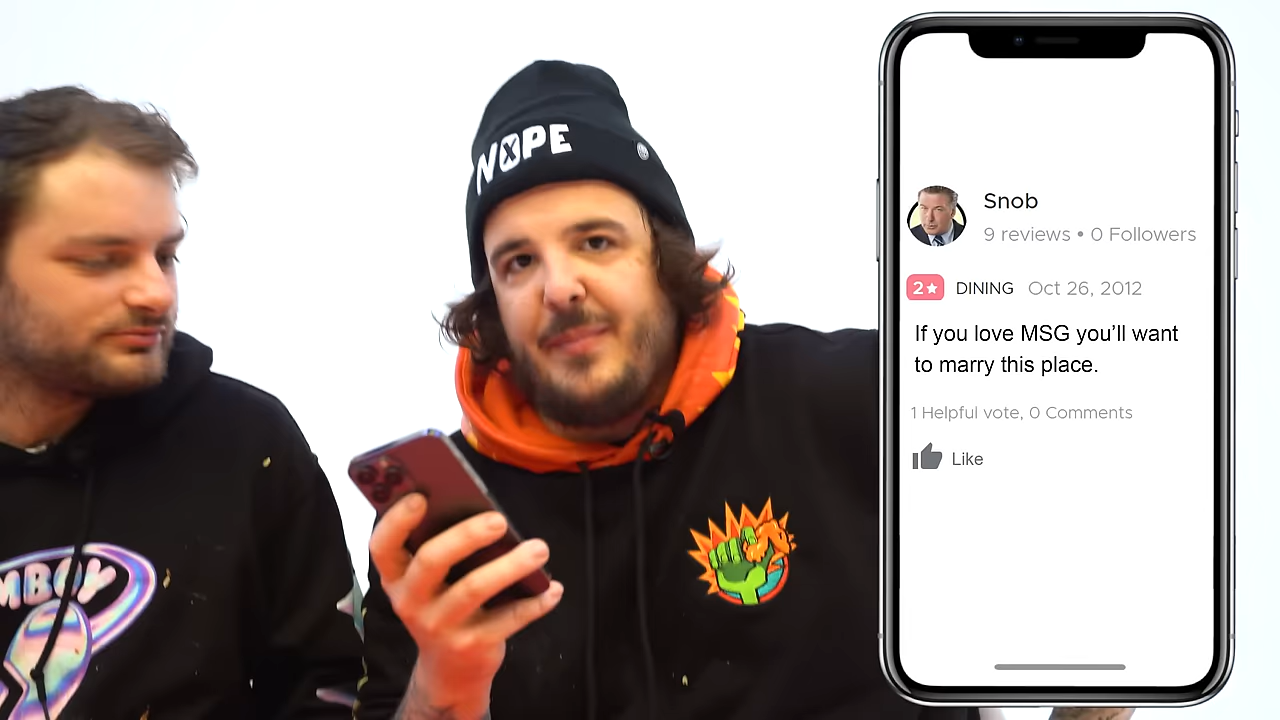 NOPE
MBOY
Snob
9 reviews • 0 Followers
2★ DINING Oct 26, 2012
If you love MSG you'll want
to marry this place.
1 Helpful vote, 0 Comments
Like